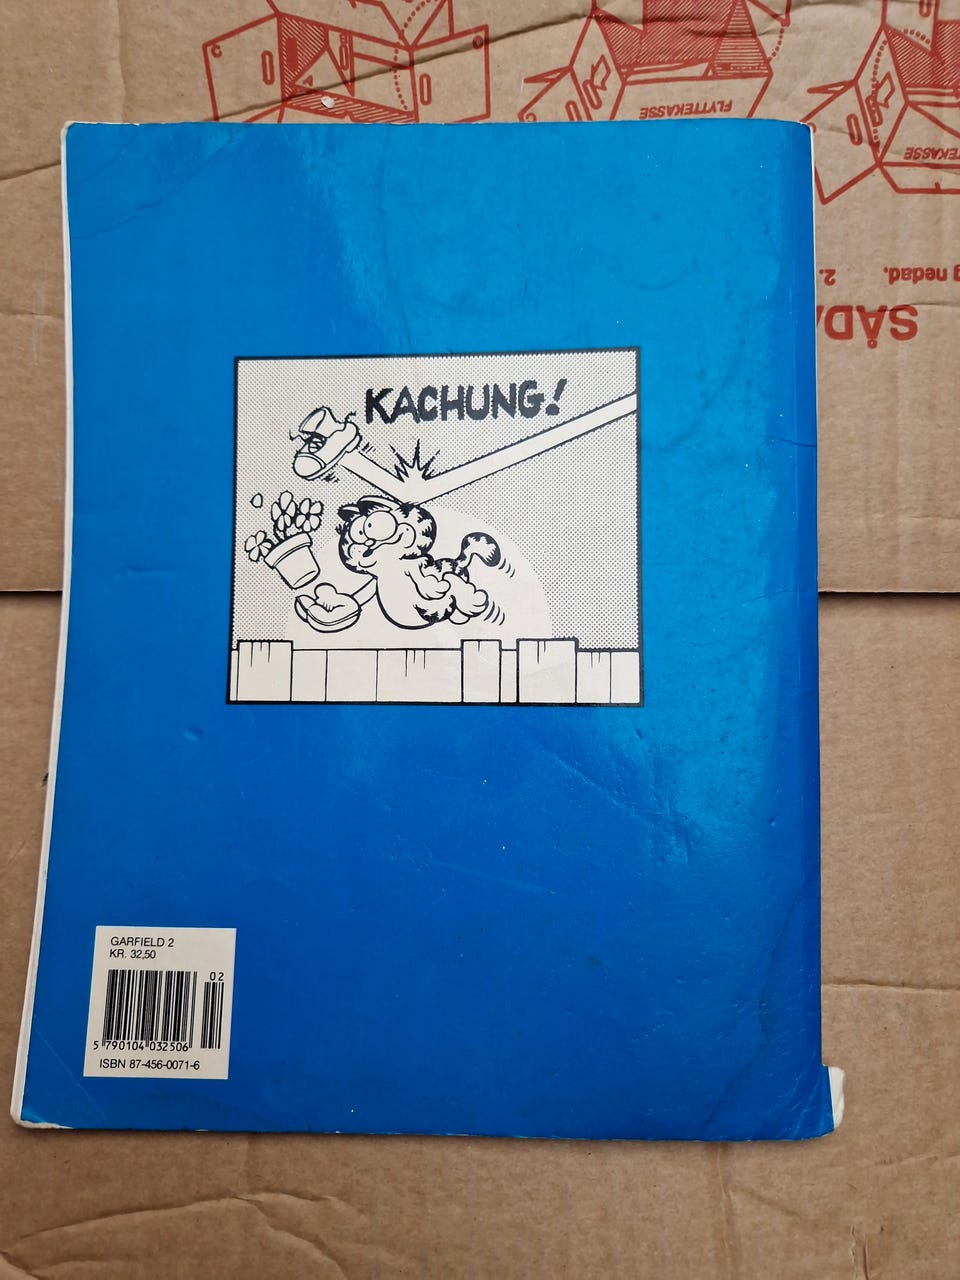 FLYTTEKASSE
TEKASSE
g nedad.
2.
SÅDA
KACHUNG!
GARFIELD 2
KR. 32,50
02
5 790104 032506
ISBN 87-456-0071-6